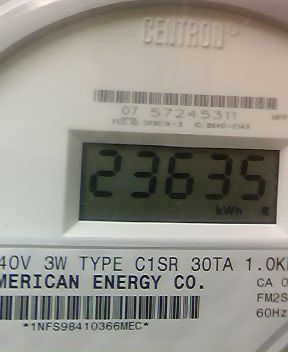 CENTRON
07 57245311
23635
kWh
40V 3W TYPE C1SR 30TA 1.0K
MERICAN ENERGY CO.
CA 0
FM2S
60Hz
*1NFS98410366MEC*